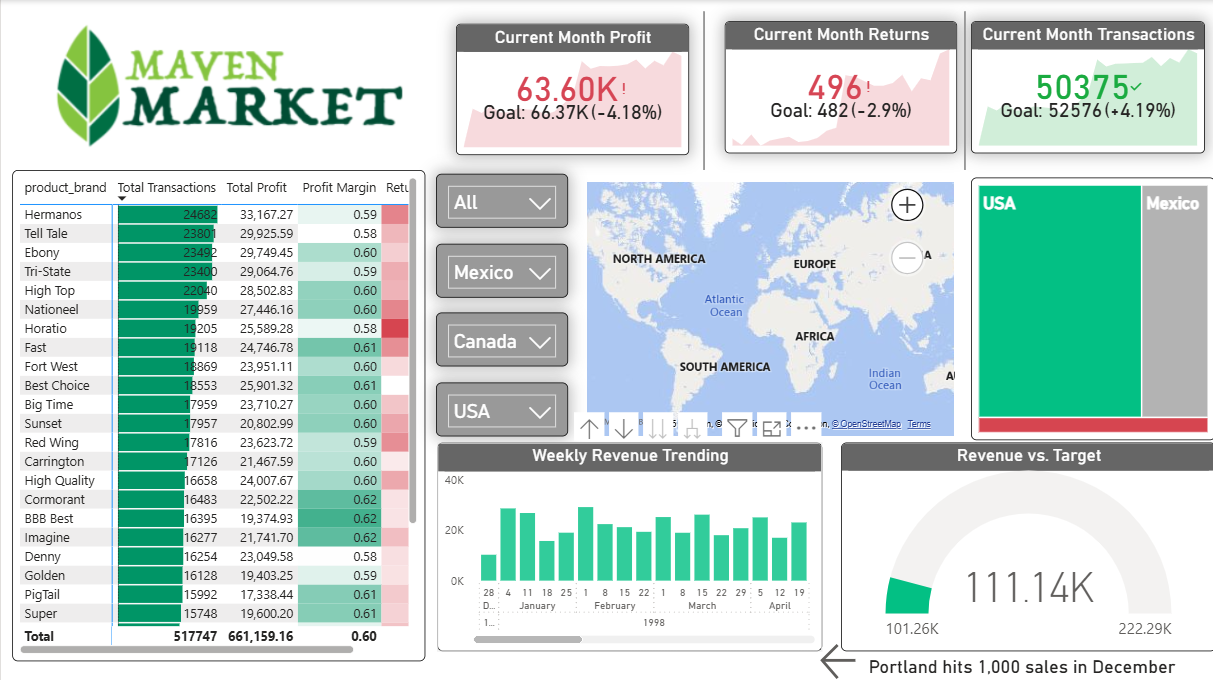 MAVEN
MARKET
Current Month Profit
63.60K!
Goal: 66.37K (-4.18%)
Current Month Returns
496!
Goal: 482 (-2.9%)
Current Month Transactions
50375
Goal: 52576 (+4.19%)
product_brand Total Transactions Total Profit Profit Margin Retu
Hermanos 24682 33,167.27 0.59
Tell Tale 23801 29,925.59 0.58
Ebony 23492 29,749.45 0.60
Tri-State 23400 29,064.76 0.59
High Top 22040 28,502.83 0.60
Nationeel 19959 27,446.16 0.60
Horatio 19205 25,589.28 0.58
Fast 19118 24,746.78 0.61
Fort West 18869 23,951.11 0.60
Best Choice 18553 25,901.32 0.61
Big Time 17959 23,710.27 0.60
Sunset 17957 20,802.99 0.60
Red Wing 17816 23,623.72 0.59
Carrington 17126 21,467.59 0.60
High Quality 16658 24,007.67 0.60
Cormorant 16483 22,502.22 0.62
BBB Best 16395 19,374.93 0.62
Imagine 16277 21,741.70 0.62
Denny 16254 23,049.58 0.58
Golden 16128 19,403.25 0.59
PigTail 15992 17,338.44 0.61
Super 15748 19,600.20 0.61
Total 517747 661,159.16 0.60
All
Mexico
Canada
USA
NORTH AMERICA
EUROPE
A
Atlantic
Ocean
AFRICA
SOUTH AMERICA
Indian
Ocean
AU
© OpenStreetMap Terms
USA
Mexico
Weekly Revenue Trending
40K
20K
0K
28 4 11 18 25 1 8 15 22 1 8 15 22 29 5 12 19
D... January February March April
1... 1998
Revenue vs. Target
111.14K
101.26K
222.29K
Portland hits 1,000 sales in December